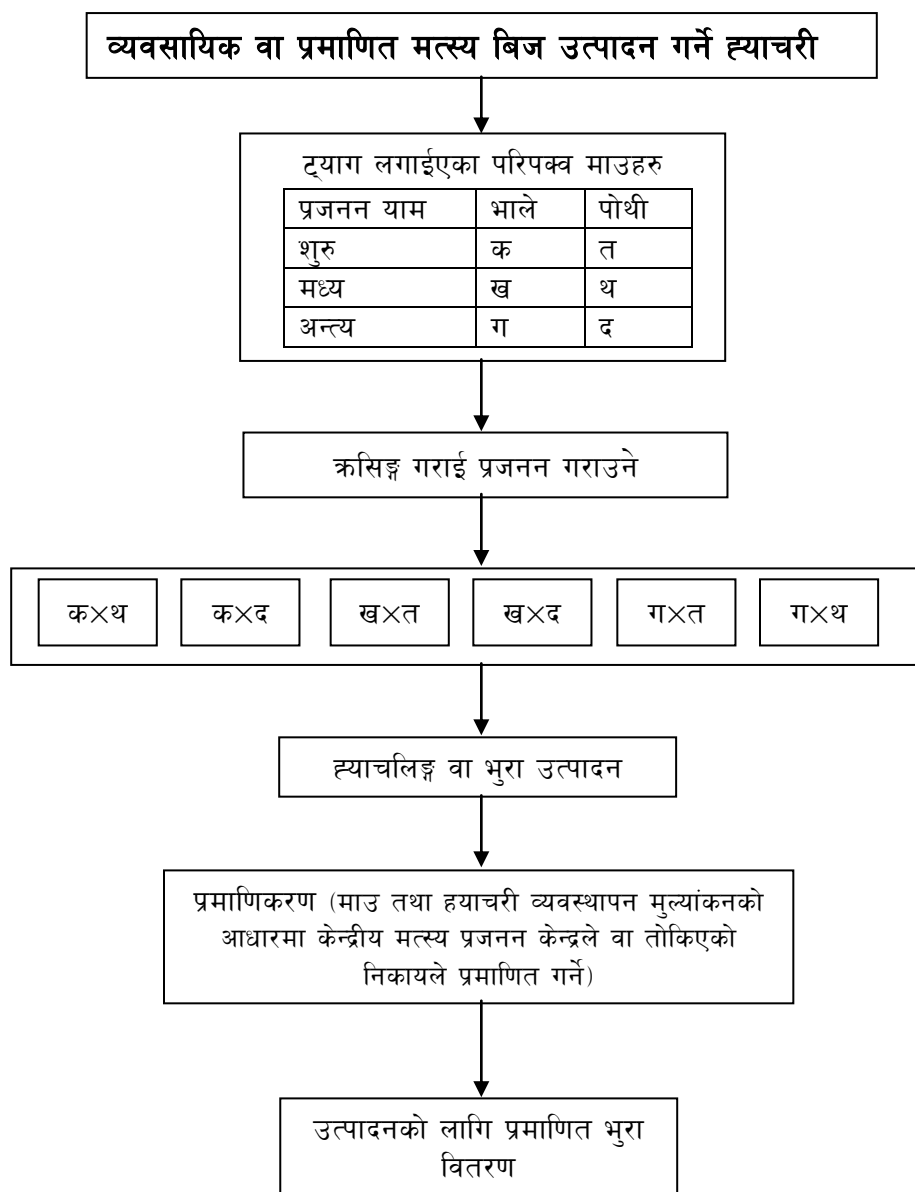 व्यवसायिक वा प्रमाणित मत्स्य बिज उत्पादन गर्ने ह्याचरी
ट्याग लगाईएका परिपक्व माउहरु
प्रजनन याम भाले पोथी
शुरु क त
मध्य ख थ
अन्त्य ग द
क्रसिङ्ग गराई प्रजनन गराउने
क×थ क×द ख×त ख×द ग×त ग×थ
ह्याचलिङ्ग वा भुरा उत्पादन
प्रमाणिकरण (माउ तथा हयाचरी व्यवस्थापन मुल्यांकनको
आधारमा केन्द्रीय मत्स्य प्रजनन केन्द्रले वा तोकिएको
निकायले प्रमाणित गर्ने)
उत्पादनको लागि प्रमाणित भुरा
वितरण